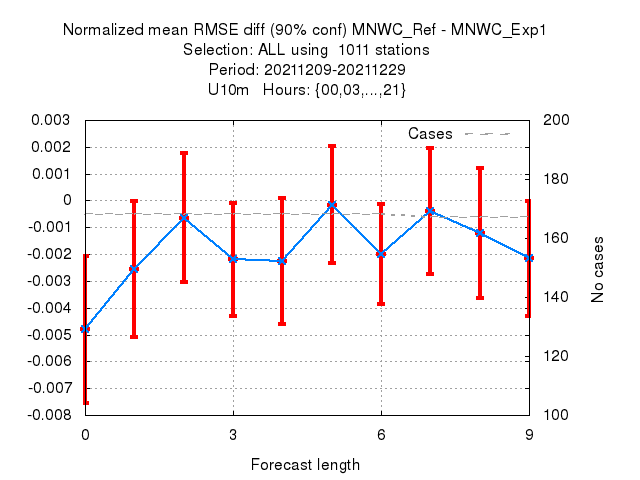 Normalized mean RMSE diff (90% conf) MNWC_Ref - MNWC_Exp1
Selection: ALL using  1011 stations
Period: 20211209-20211229
U10m   Hours: {00,03,...,21}
Cases
0.003
0.002
0.001
0
-0.001
-0.002
-0.003
-0.004
-0.005
-0.006
-0.007
-0.008
200
180
160
140
120
100
No cases
0 3 6 9
Forecast length